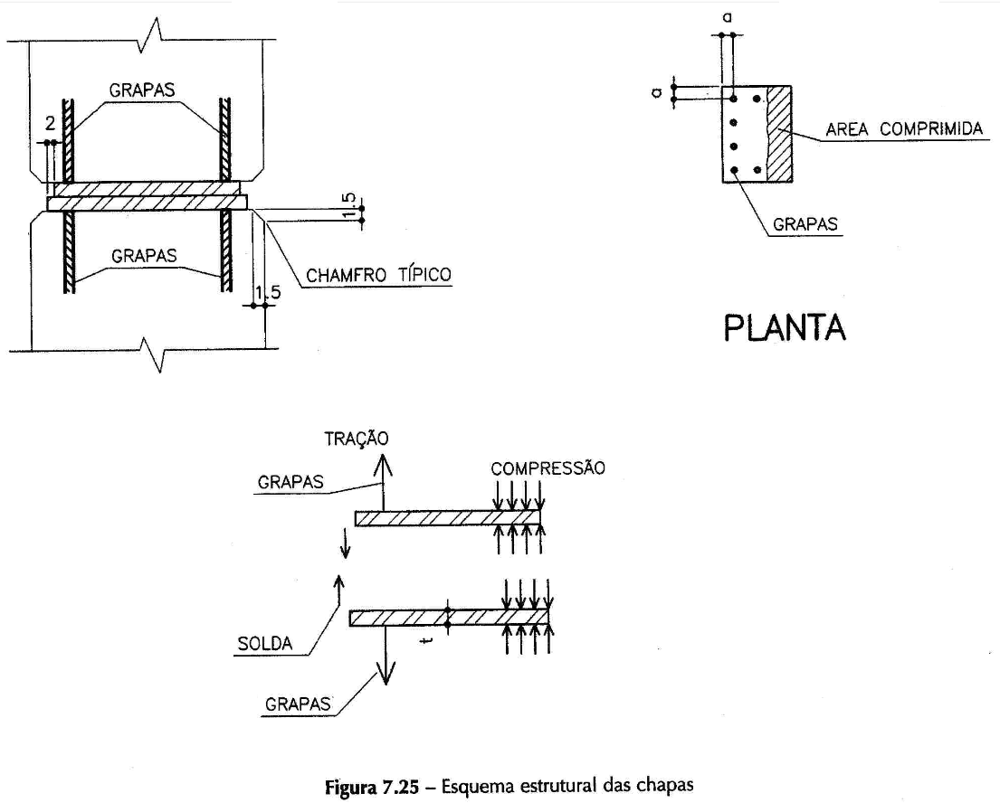 GRAPAS
2
1.5
GRAPAS
1.5
CHAMFRO TÍPICO
a
a
AREA COMPRIMIDA
GRAPAS
PLANTA
TRAÇÃO
GRAPAS
COMPRESSÃO
SOLDA
t
GRAPAS
Figura 7.25 – Esquema estrutural das chapas